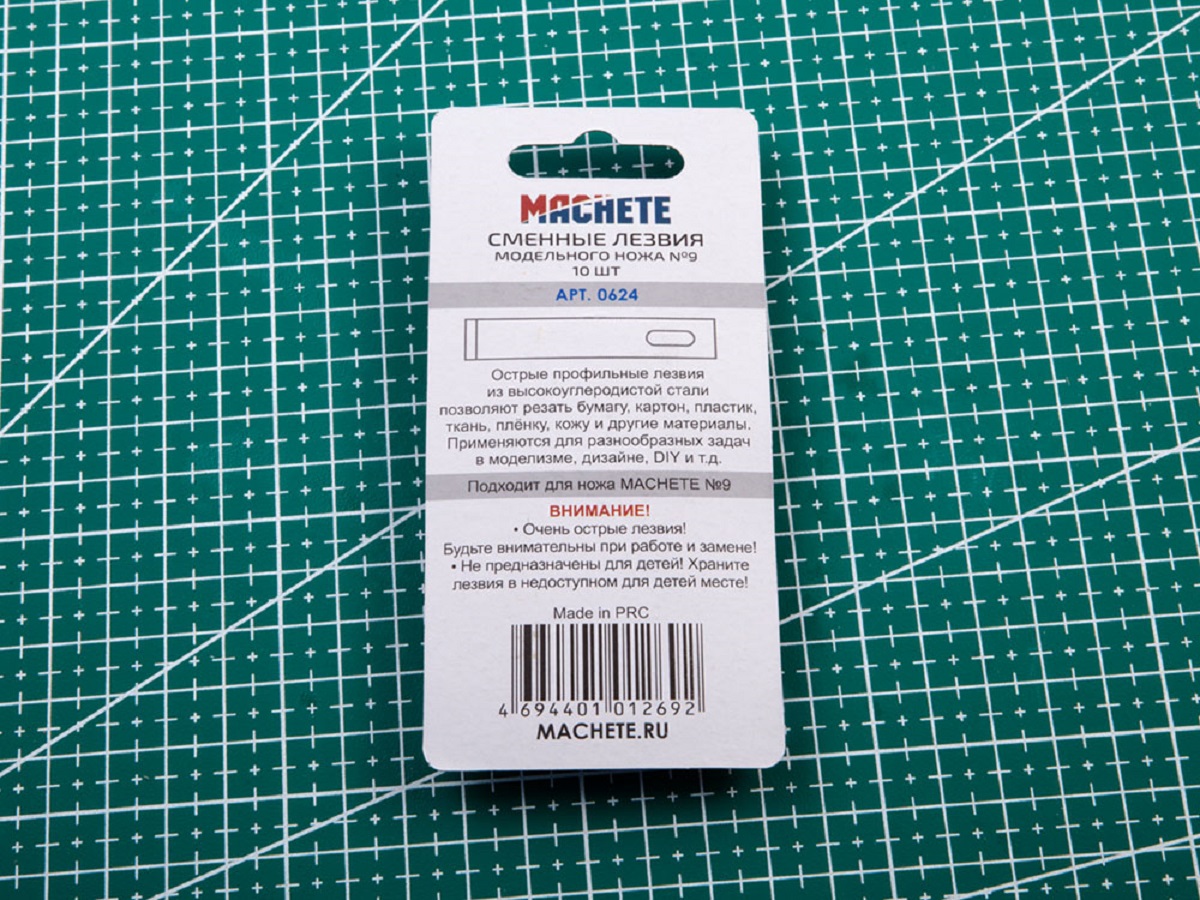 MACHETE
СМЕННЫЕ ЛЕЗВИЯ
МОДЕЛЬНОГО НОЖА №9
10 ШТ
АРТ. 0624
Острые профильные лезвия
из высокоуглеродистой стали
позволяют резать бумагу, картон, пластик,
ткань, плёнку, кожу и другие материалы.
Применяются для разнообразных задач
в моделизме, дизайне, DIY и т.д.
Подходит для ножа MACHETE №9
ВНИМАНИЕ!
• Очень острые лезвия!
Будьте внимательны при работе и замене!
• Не предназначены для детей! Храните
лезвия в недоступном для детей месте!
Made in PRC
4 694401 012692
MACHETE.RU